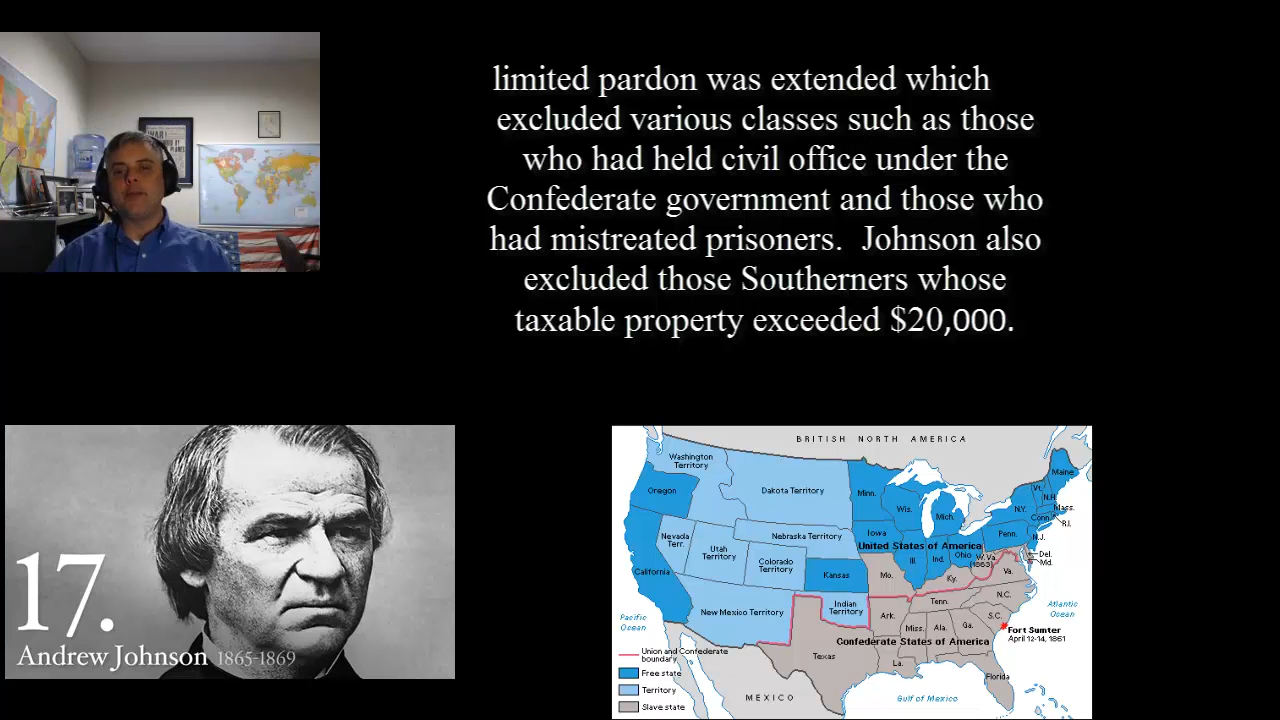 limited pardon was extended which
excluded various classes such as those
who had held civil office under the
Confederate government and those who
had mistreated prisoners.  Johnson also
excluded those Southerners whose
taxable property exceeded $20,000.
17.
Andrew Johnson 1865-1869
BRITISH NORTH AMERICA
Washington
Territory
Oregon
Dakota Territory
Minn.
Wis.
Mich.
Maine
Vt.
N.H.
Mass.
N.Y.
Conn.
R.I.
Nevada
Terr.
Utah
Territory
Nebraska Territory
Iowa
United States of America
Penn.
N.J.
California
Colorado
Territory
Kansas
Mo.
Ill.
Ind.
Ohio
W. Va.
(1863)
Del.
Md.
Ky.
Va.
New Mexico Territory
Indian
Territory
Tenn.
N.C.
Ark.
Miss.
Ala.
Ga.
S.C.
Pacific
Ocean
Atlantic
Ocean
Fort Sumter
April 12-14, 1861
Confederate States of America
Texas
La.
Florida
Union and Confederate
boundary
Free state
Territory
Slave state
MEXICO
Gulf of Mexico